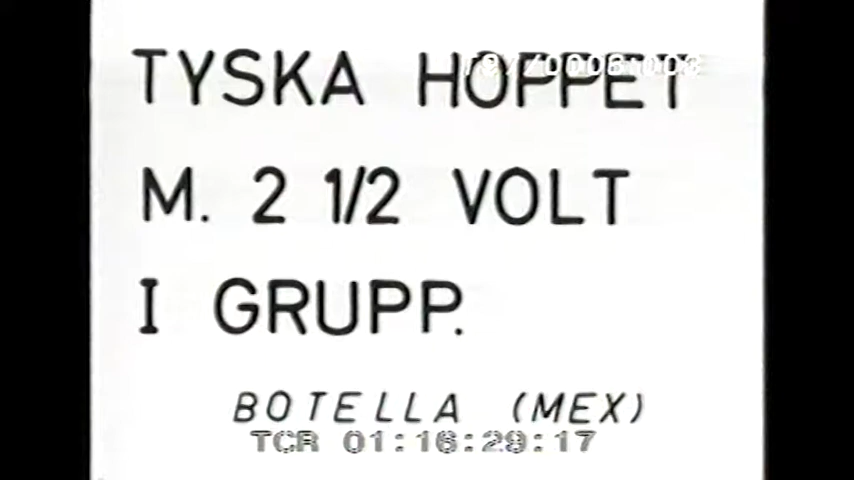 TYSKA HOPPET
M. 2 1/2 VOLT
I GRUPP.
BOTELLA (MEX)
TCR 01:16:29:17